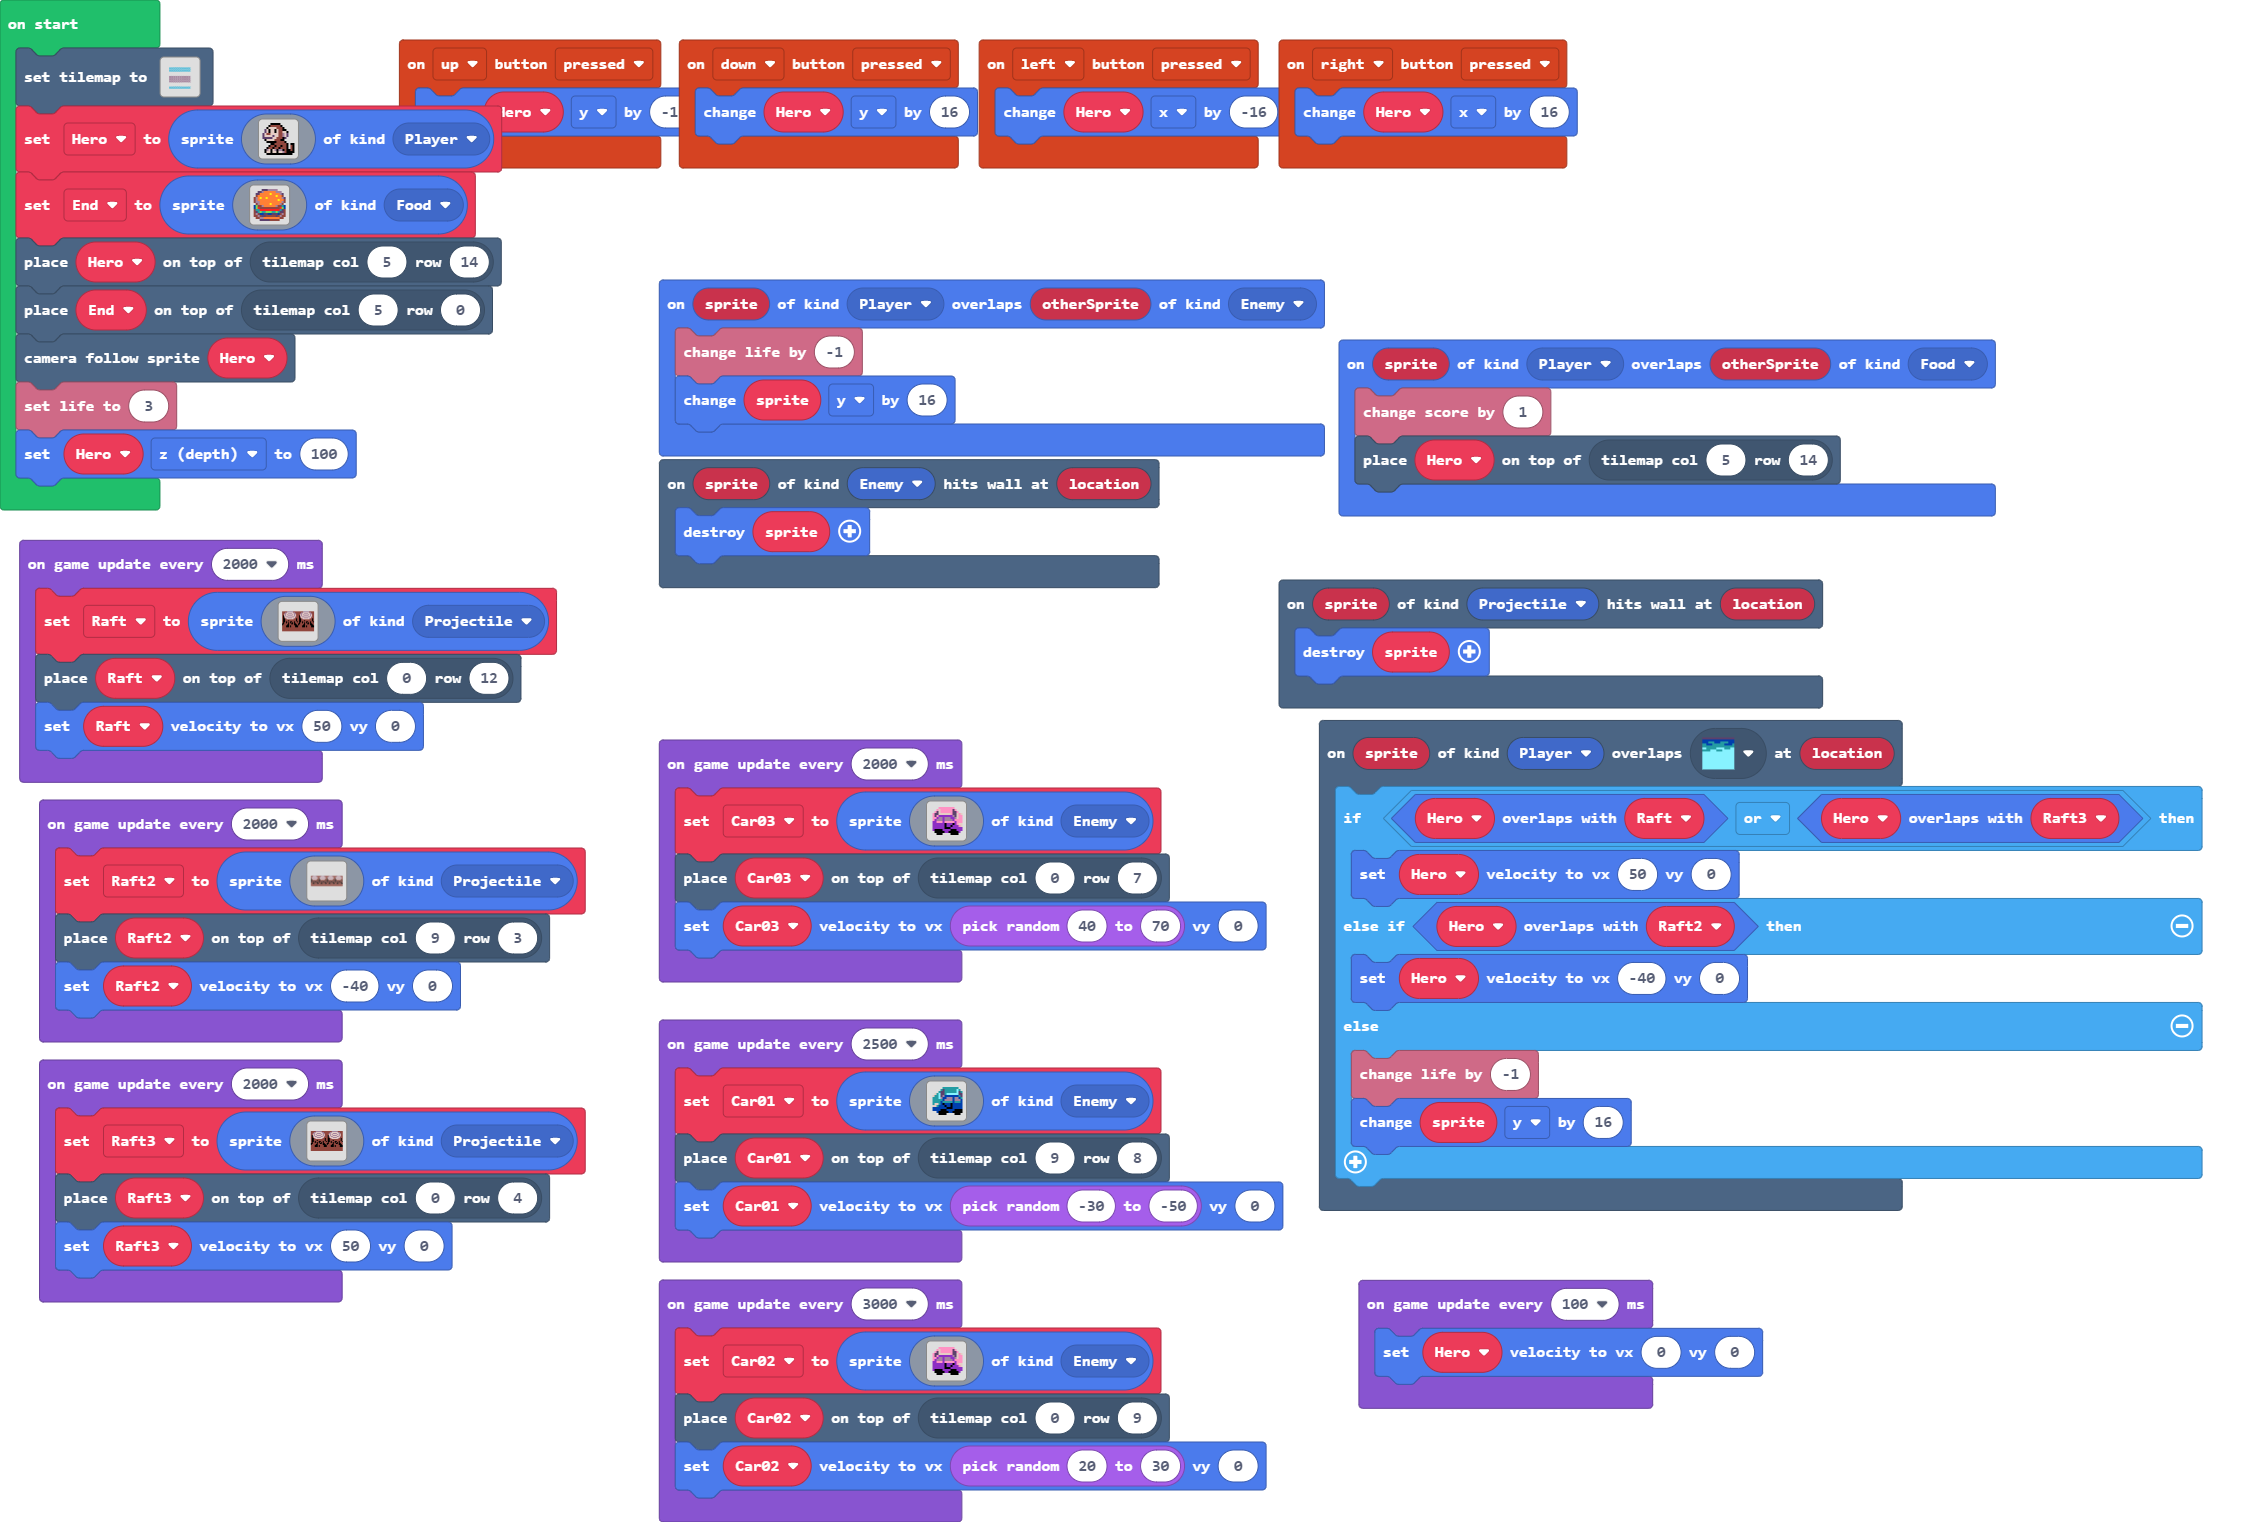 on start
set tilemap to
set Hero to sprite of kind Player
set End to sprite of kind Food
place Hero on top of tilemap col 5 row 14
place End on top of tilemap col 5 row 0
camera follow sprite Hero
set life to 3
set Hero z (depth) to 100
on up button pressed
y by
on down button pressed
change Hero y by 16
on left button pressed
change Hero x by -16
on right button pressed
change Hero x by 16
on sprite of kind Player overlaps otherSprite of kind Enemy
change life by -1
change sprite y by 16
on sprite of kind Enemy hits wall at location
destroy sprite
on sprite of kind Player overlaps otherSprite of kind Food
change score by 1
place Hero on top of tilemap col 5 row 14
on sprite of kind Projectile hits wall at location
destroy sprite
on game update every 2000 ms
set Raft to sprite of kind Projectile
place Raft on top of tilemap col 0 row 12
set Raft velocity to vx 50 vy 0
on game update every 2000 ms
set Raft2 to sprite of kind Projectile
place Raft2 on top of tilemap col 9 row 3
set Raft2 velocity to vx -40 vy 0
on game update every 2000 ms
set Raft3 to sprite of kind Projectile
place Raft3 on top of tilemap col 0 row 4
set Raft3 velocity to vx 50 vy 0
on game update every 2000 ms
set Car03 to sprite of kind Enemy
place Car03 on top of tilemap col 0 row 7
set Car03 velocity to vx pick random 40 to 70 vy 0
on game update every 2500 ms
set Car01 to sprite of kind Enemy
place Car01 on top of tilemap col 9 row 8
set Car01 velocity to vx pick random -30 to -50 vy 0
on game update every 3000 ms
set Car02 to sprite of kind Enemy
place Car02 on top of tilemap col 0 row 9
set Car02 velocity to vx pick random 20 to 30 vy 0
on sprite of kind Player overlaps at location
if Hero overlaps with Raft or Hero overlaps with Raft3 then
set Hero velocity to vx 50 vy 0
else if Hero overlaps with Raft2 then
set Hero velocity to vx -40 vy 0
else
change life by -1
change sprite y by 16
on game update every 100 ms
set Hero velocity to vx 0 vy 0